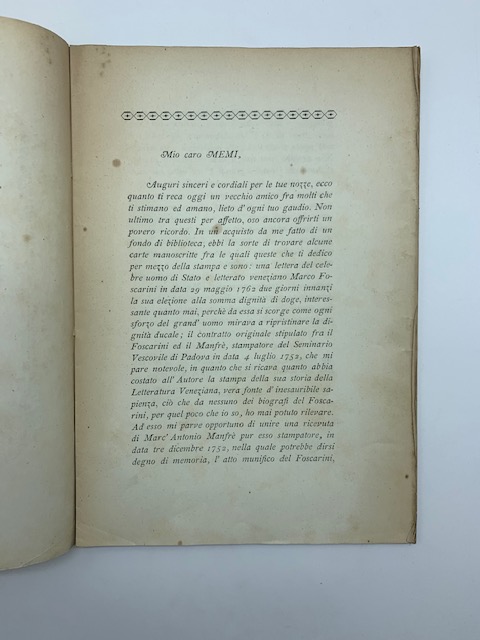 Mio caro MEMI,
Auguri sinceri e cordiali per le tue nozze, ecco
quanto ti reca oggi un vecchio amico fra molti che
ti stimano ed amano, lieto d'ogni tuo gaudio. Non
ultimo tra questi per affetto, oso ancora offrirti un
povero ricordo. In un acquisto da me fatto di un
fondo di biblioteca, ebbi la sorte di trovare alcune
carte manoscritte fra le quali queste che ti dedico
per mezzo della stampa e sono: una lettera del cele-
bre uomo di Stato e letterato veneziano Marco Fo-
scarini in data 29 maggio 1762 due giorni innanzi
la sua elezione alla somma dignità di doge, interes-
sante quanto mai, perchè da essa si scorge come ogni
sforzo del grand' uomo mirava a ripristinare la di-
gnità ducale; il contratto originale stipulato fra il
Foscarini ed il Manfrè, stampatore del Seminario
Vescovile di Padova in data 4 luglio 1752, che mi
pare notevole, in quanto che si ricava quanto abbia
costato all' Autore la stampa della sua storia della
Letteratura Veneziana, vera fonte d' inesauribile sa-
pienza, ciò che da nessuno dei biografi del Fosca-
rini, per quel poco che io so, ho mai potuto rilevare.
Ad esso mi parve opportuno di unire una ricevuta
di Marc' Antonio Manfrè pur esso stampatore, in
data tre dicembre 1752, nella quale potrebbe dirsi
degno di memoria, l' atto munifico del Foscarini,